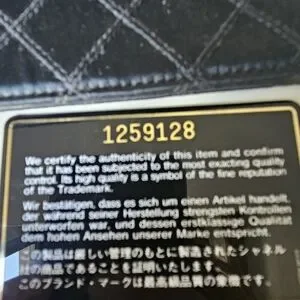 1259128
We certify the authenticity of this item and confirm
that it has been subjected to the most exacting quality
control. Its high quality is a symbol of the fine reputation
of the Trademark.
Wir bestätigen, dass es sich um einen Artikel handelt,
der während seiner Herstellung strengsten Kontrollen
unterworfen war, und dessen erstklassige Qualität
dem hohen Ansehen unserer Marke entspricht.
この製品は厳しい管理のもとに製造されたシャネル
社の商品であることを証明いたします。
このブランド・マークは最高級品質の象徴です。